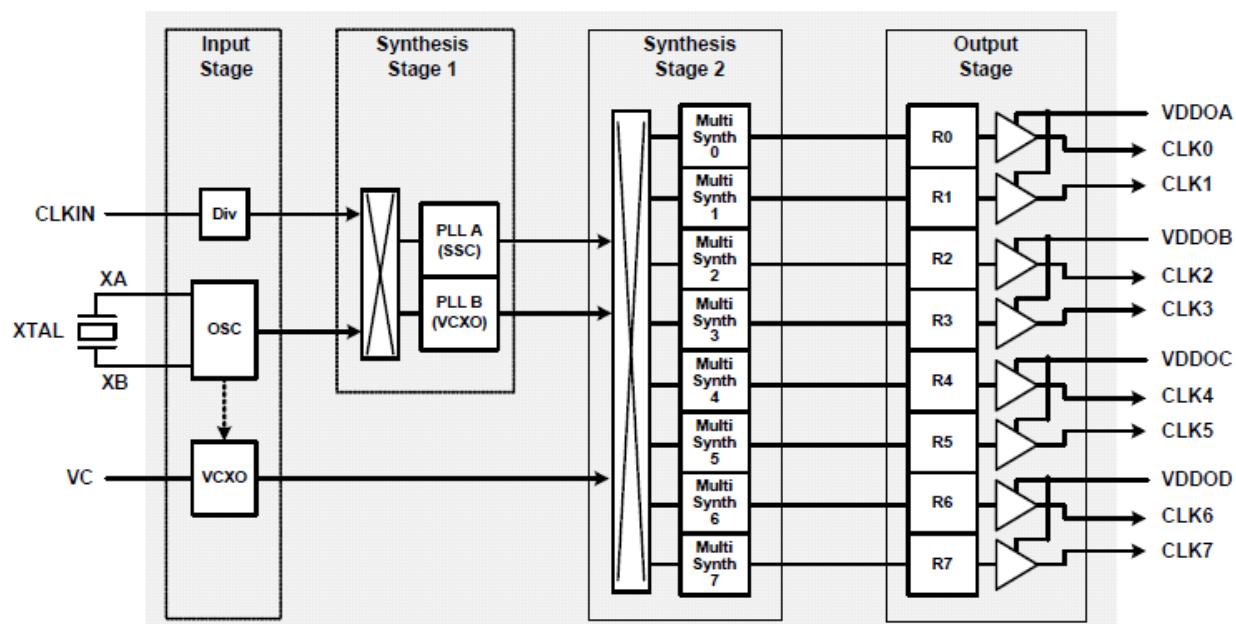 Input
Stage
Synthesis
Stage 1
Synthesis
Stage 2
Output
Stage
CLKIN
Div
XA
XTAL
XB
OSC
VC
VCXO
PLL A
(SSC)
PLL B
(VCXO)
Multi
Synth
0
Multi
Synth
1
Multi
Synth
2
Multi
Synth
3
Multi
Synth
4
Multi
Synth
5
Multi
Synth
6
Multi
Synth
7
R0
R1
R2
R3
R4
R5
R6
R7
VDDOA
CLK0
CLK1
VDDOB
CLK2
CLK3
VDDOC
CLK4
CLK5
VDDOD
CLK6
CLK7